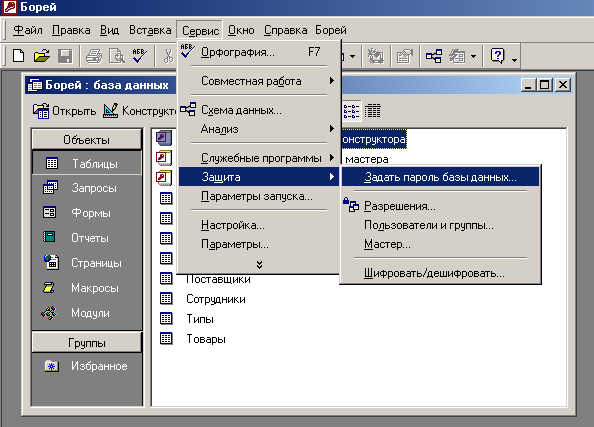 Борей
Файл Правка Вид Вставка Сервис Окно Справка Борей
Орфография... F7
Совместная работа
Схема данных...
Анализ
Служебные программы
Защита
Параметры запуска...
Настройка...
Параметры...
Задать пароль базы данных...
Разрешения...
Пользователи и группы...
Мастер...
Шифровать/дешифровать...
Борей : база данных
Открыть Конструкто
Объекты
Таблицы
Запросы
Формы
Отчеты
Страницы
Макросы
Модули
Группы
Избранное
онструктора
мастера
Поставщики
Сотрудники
Типы
Товары